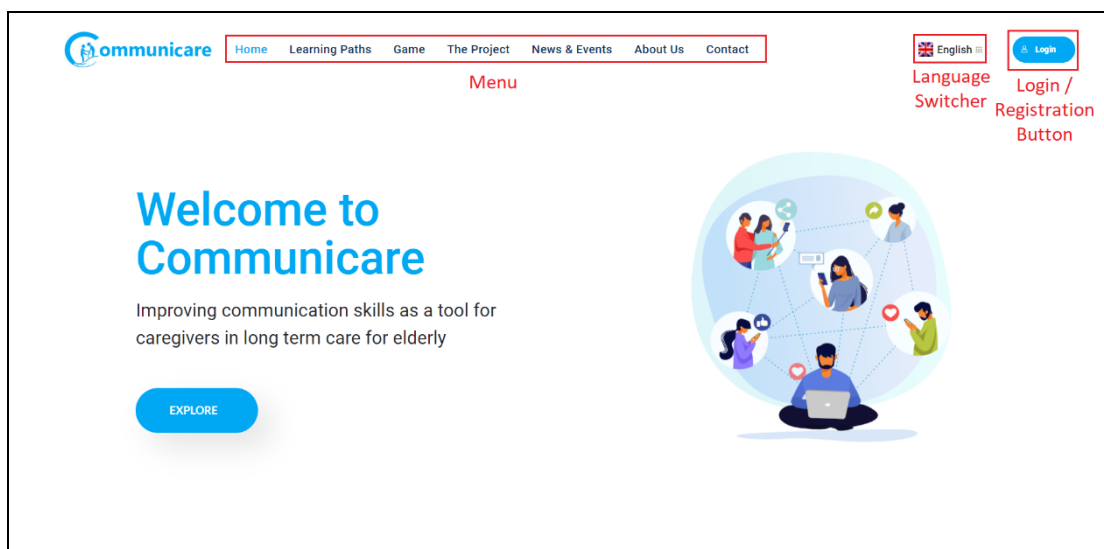 Communicare
Home Learning Paths Game The Project News & Events About Us Contact
English
Login
Menu
Language
Switcher
Login /
Registration
Button
Welcome to
Communicare
Improving communication skills as a tool for
caregivers in long term care for elderly
EXPLORE